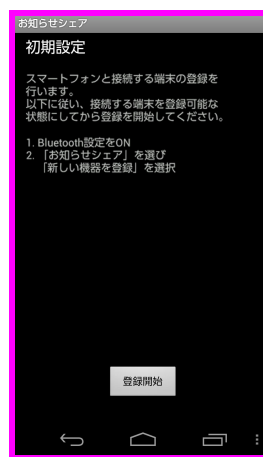 お知らせシェア
初期設定
スマートフォンと接続する端末の登録を
行います。
以下に従い、接続する端末を登録可能な
状態にしてから登録を開始してください。
1. Bluetooth設定をON
2. 「お知らせシェア」を選び
「新しい機器を登録」を選択
登録開始